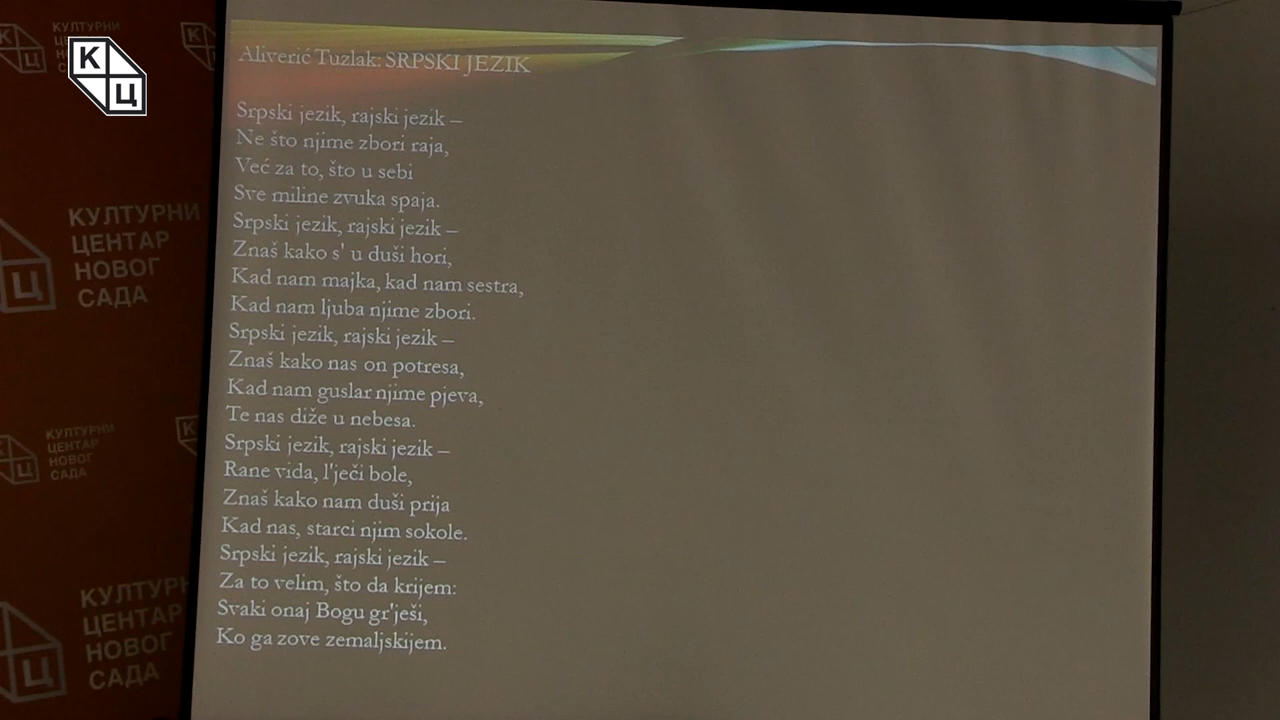 К
Ц
КУЛТУРНИ
КУЛТУРНИ
ЦЕНТАР
НОВОГ
САДА
КУЛТУРНИ
ЦЕНТАР
НОВОГ
САДА
КУЛТУРНИ
ЦЕНТАР
НОВОГ
САДА
Aliverić Tuzlak: SRPSKI JEZIK
Srpski jezik, rajski jezik –
Ne što njime zbori raja,
Već za to, što u sebi
Sve miline zvuka spaja.
Srpski jezik, rajski jezik –
Znaš kako s' u duši hori,
Kad nam majka, kad nam sestra,
Kad nam ljuba njime zbori.
Srpski jezik, rajski jezik –
Znaš kako nas on potresa,
Kad nam guslar njime pjeva,
Te nas diže u nebesa.
Srpski jezik, rajski jezik –
Rane vida, l'ječi bole,
Znaš kako nam duši prija
Kad nas, starci njim sokole.
Srpski jezik, rajski jezik –
Za to velim, što da krijem:
Svaki onaj Bogu gr'ješi,
Ko ga zove zemaljskijem.